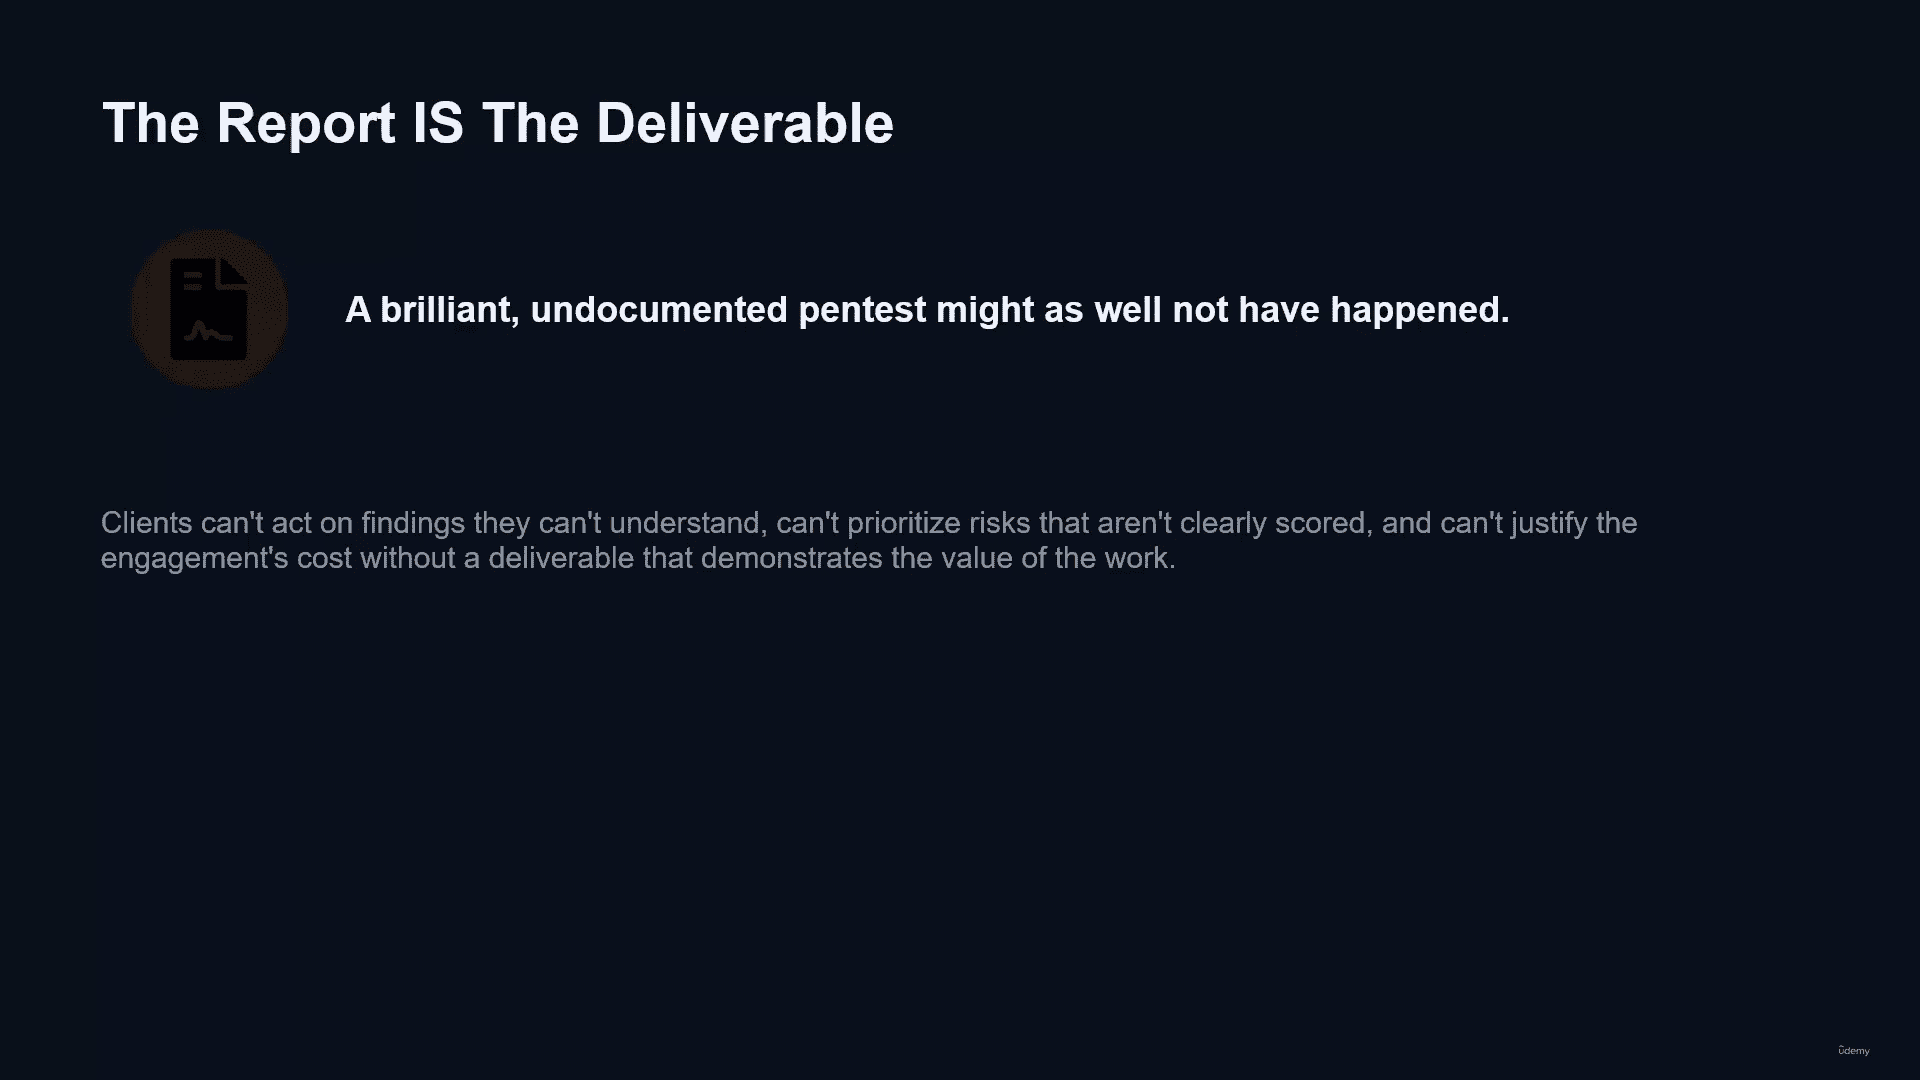 The Report IS The Deliverable
A brilliant, undocumented pentest might as well not have happened.
Clients can't act on findings they can't understand, can't prioritize risks that aren't clearly scored, and can't justify the
engagement's cost without a deliverable that demonstrates the value of the work.
ûdemy